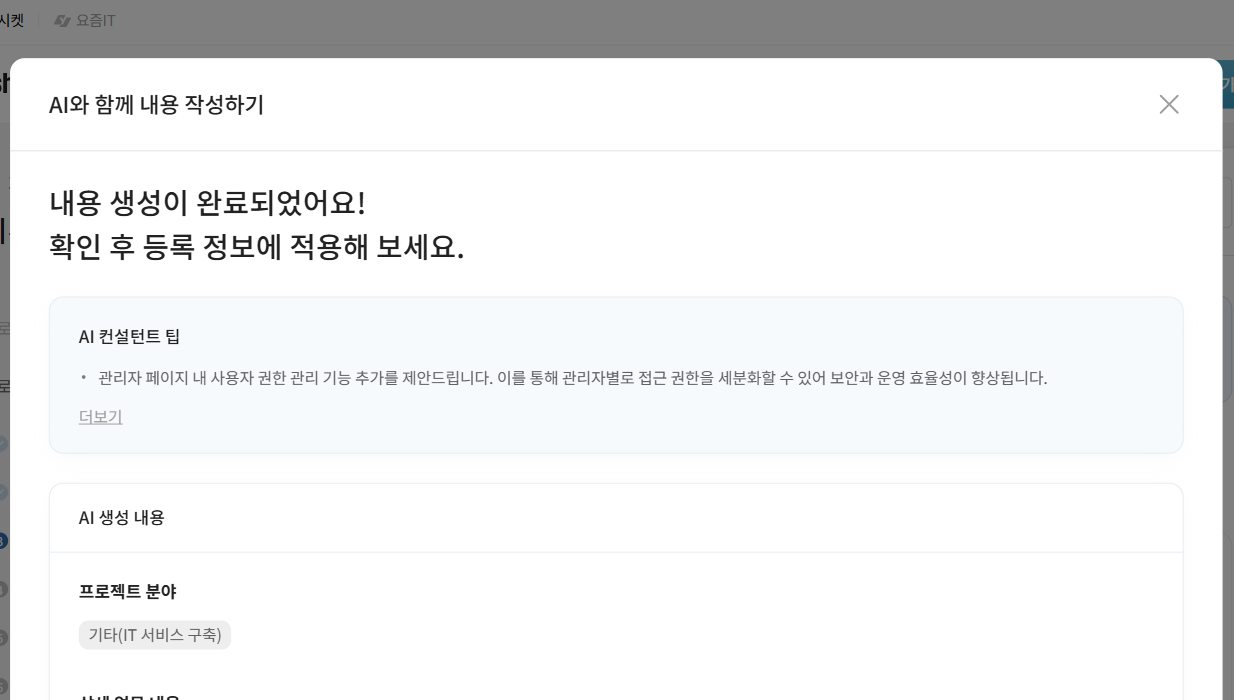 시켓
요즘IT
AI와 함께 내용 작성하기
내용 생성이 완료되었어요!
확인 후 등록 정보에 적용해 보세요.
AI 컨설턴트 팁
• 관리자 페이지 내 사용자 권한 관리 기능 추가를 제안드립니다. 이를 통해 관리자별로 접근 권한을 세분화할 수 있어 보안과 운영 효율성이 향상됩니다.
더보기
AI 생성 내용
프로젝트 분야
기타(IT 서비스 구축)